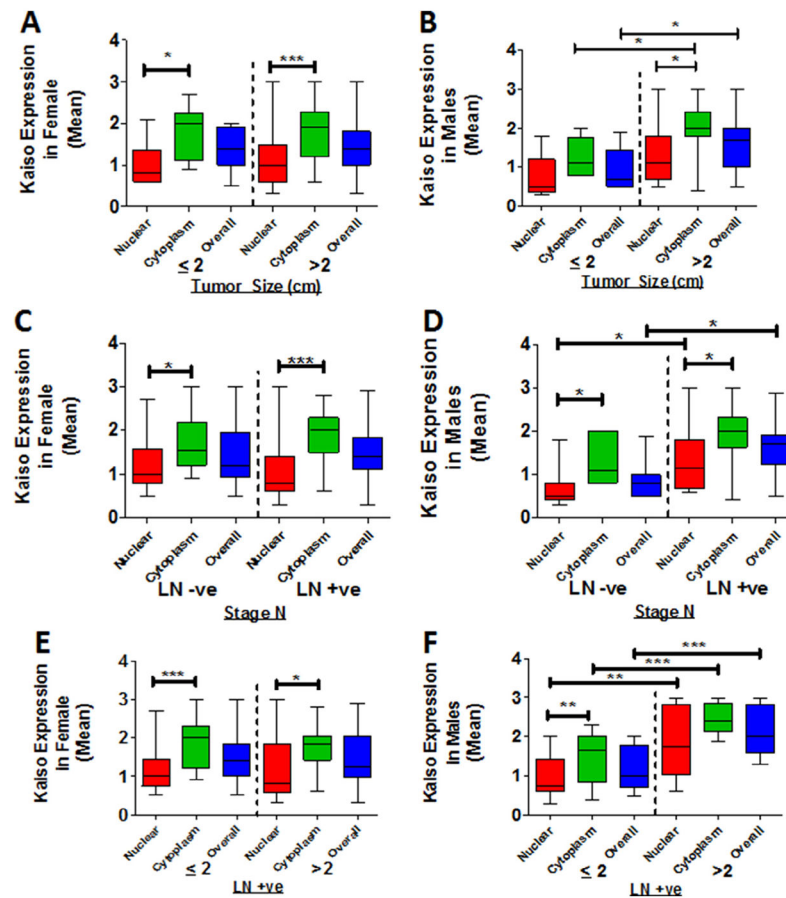 A
Kaiso Expression
in Female
(Mean)
4
3
2
1
0
*
***
Nuclear
Cytoplasm
Overall
Nuclear
Cytoplasm
Overall
≤ 2
>2
Tumor Size (cm)
B
Kaiso Expression
in Males
(Mean)
4
3
2
1
0
*
*
*
Nuclear
Cytoplasm
Overall
Nuclear
Cytoplasm
Overall
≤ 2
>2
Tumor Size (cm)
C
Kaiso Expression
in Female
(Mean)
4
3
2
1
0
*
***
Nuclear
Cytoplasm
Overall
Nuclear
Cytoplasm
Overall
LN -ve
LN +ve
Stage N
D
Kaiso Expression
in Males
(Mean)
4
3
2
1
0
*
*
*
*
Nuclear
Cytoplasm
Overall
Nuclear
Cytoplasm
Overall
LN -ve
LN +ve
Stage N
E
Kaiso Expression
In Female
(Mean)
4
3
2
1
0
***
*
Nuclear
Cytoplasm
Overall
Nuclear
Cytoplasm
Overall
≤ 2
>2
LN +ve
F
Kaiso Expression
In Males
(Mean)
4
3
2
1
0
***
***
**
**
Nuclear
Cytoplasm
Overall
Nuclear
Cytoplasm
Overall
≤ 2
>2
LN +ve